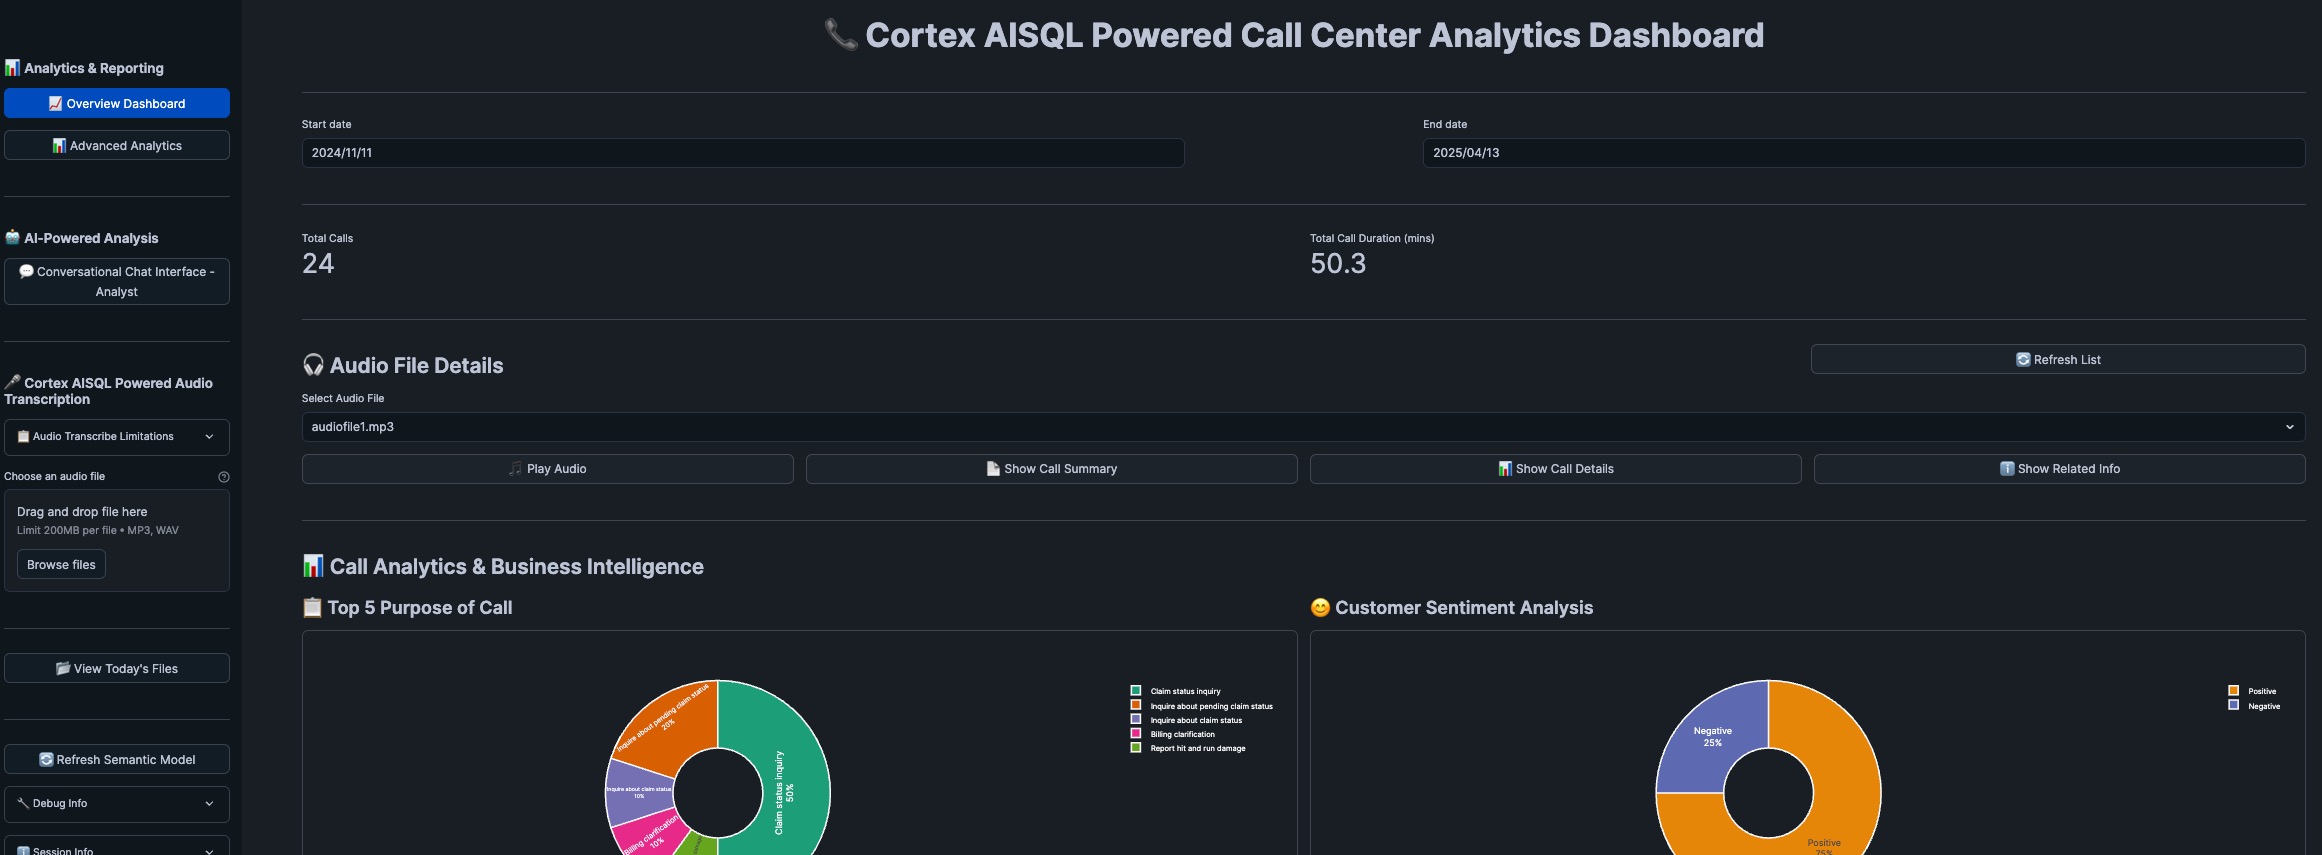 Analytics & Reporting
Overview Dashboard
Advanced Analytics
AI-Powered Analysis
Conversational Chat Interface -
Analyst
Cortex AISQL Powered Audio
Transcription
Audio Transcribe Limitations
Choose an audio file
Drag and drop file here
Limit 200MB per file • MP3, WAV
Browse files
View Today's Files
Refresh Semantic Model
Debug Info
Session Info
Cortex AISQL Powered Call Center Analytics Dashboard
Start date
2024/11/11
End date
2025/04/13
Total Calls
24
Total Call Duration (mins)
50.3
Audio File Details
Refresh List
Select Audio File
audiofile1.mp3
Play Audio
Show Call Summary
Show Call Details
Show Related Info
Call Analytics & Business Intelligence
Top 5 Purpose of Call
Inquire about pending claim status
20%
Claim status inquiry
50%
Inquire about claim status
10%
Billing clarification
10%
Claim status inquiry
Inquire about pending claim status
Inquire about claim status
Billing clarification
Report hit and run damage
Customer Sentiment Analysis
Negative
25%
Positive
75%
Positive
Negative